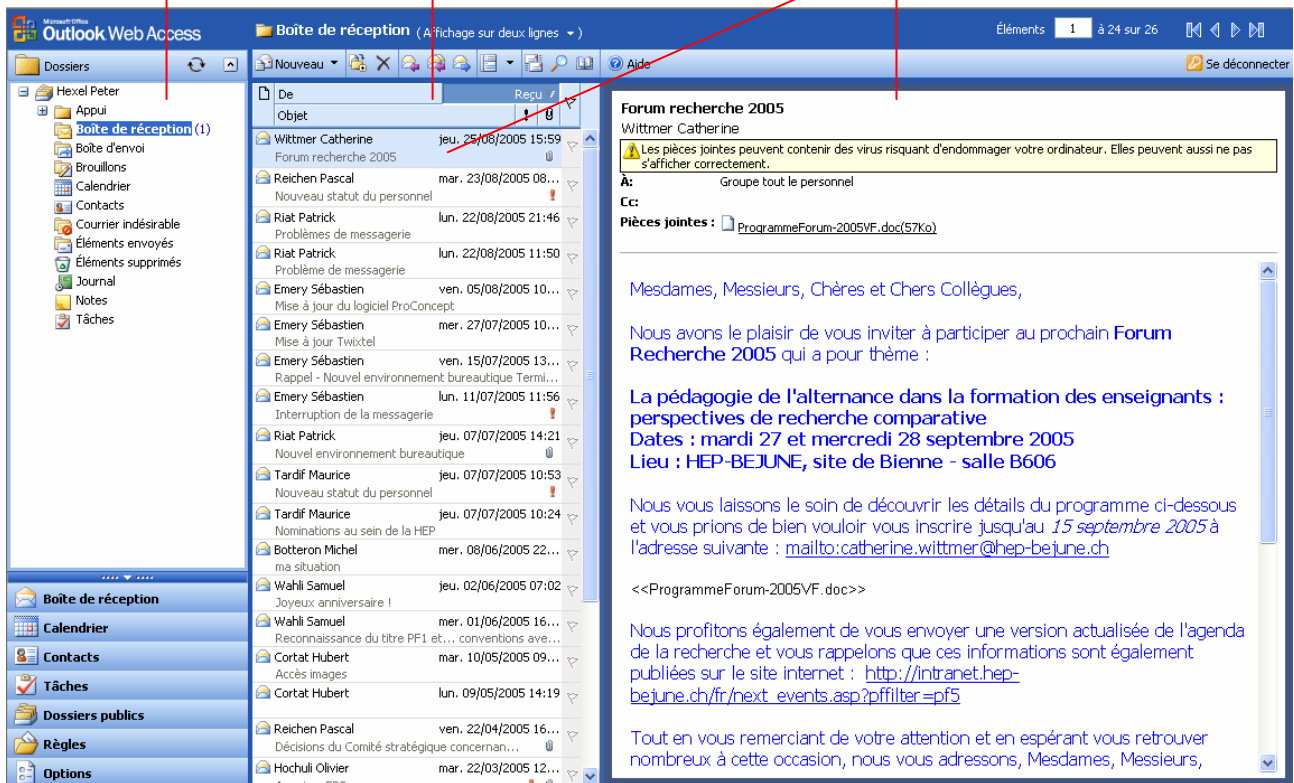 Microsoft Office
Outlook Web Access
Boîte de réception (Affichage sur deux lignes)
Éléments 1 à 24 sur 26
Dossiers
Nouveau
Aide
Se déconnecter
Hexel Peter
Appui
Boîte de réception (1)
Boîte d'envoi
Brouillons
Calendrier
Contacts
Courrier indésirable
Éléments envoyés
Éléments supprimés
Journal
Notes
Tâches
Boîte de réception
Calendrier
Contacts
Tâches
Dossiers publics
Règles
Options
De Reçu
Objet
Wittmer Catherine jeu. 25/08/2005 15:59
Forum recherche 2005
Reichen Pascal mar. 23/08/2005 08...
Nouveau statut du personnel
Riat Patrick lun. 22/08/2005 21:46
Problèmes de messagerie
Riat Patrick lun. 22/08/2005 11:50
Problème de messagerie
Emery Sébastien ven. 05/08/2005 10...
Mise à jour du logiciel ProConcept
Emery Sébastien mer. 27/07/2005 10...
Mise à jour Twixtel
Emery Sébastien ven. 15/07/2005 13...
Rappel - Nouvel environnement bureautique Termi...
Emery Sébastien lun. 11/07/2005 11:56
Interruption de la messagerie
Riat Patrick jeu. 07/07/2005 14:21
Nouvel environnement bureautique
Tardif Maurice jeu. 07/07/2005 10:53
Nouveau statut du personnel
Tardif Maurice jeu. 07/07/2005 10:24
Nominations au sein de la HEP
Botteron Michel mer. 08/06/2005 22...
ma situation
Wahli Samuel jeu. 02/06/2005 07:02
Joyeux anniversaire !
Wahli Samuel mer. 01/06/2005 16...
Reconnaissance du titre PF1 et... conventions ave...
Cortat Hubert mar. 10/05/2005 09...
Accès images
Cortat Hubert lun. 09/05/2005 14:19
Reichen Pascal ven. 22/04/2005 16...
Décisions du Comité stratégique concernan...
Hochuli Olivier mar. 22/03/2005 12...
Forum recherche 2005
Wittmer Catherine
Les pièces jointes peuvent contenir des virus risquant d'endommager votre ordinateur. Elles peuvent aussi ne pas
s'afficher correctement.
À: Groupe tout le personnel
Cc:
Pièces jointes : ProgrammeForum-2005VF.doc(57Ko)
Mesdames, Messieurs, Chères et Chers Collègues,
Nous avons le plaisir de vous inviter à participer au prochain Forum
Recherche 2005 qui a pour thème :
La pédagogie de l'alternance dans la formation des enseignants :
perspectives de recherche comparative
Dates : mardi 27 et mercredi 28 septembre 2005
Lieu : HEP-BEJUNE, site de Bienne - salle B606
Nous vous laissons le soin de découvrir les détails du programme ci-dessous
et vous prions de bien vouloir vous inscrire jusqu'au 15 septembre 2005 à
l'adresse suivante : mailto:catherine.wittmer@hep-bejune.ch
<<ProgrammeForum-2005VF.doc>>
Nous profitons également de vous envoyer une version actualisée de l'agenda
de la recherche et vous rappelons que ces informations sont également
publiées sur le site internet : http://intranet.hep-
bejune.ch/fr/next_events.asp?pffilter=pf5
Tout en vous remerciant de votre attention et en espérant vous retrouver
nombreux à cette occasion, nous vous adressons, Mesdames, Messieurs,